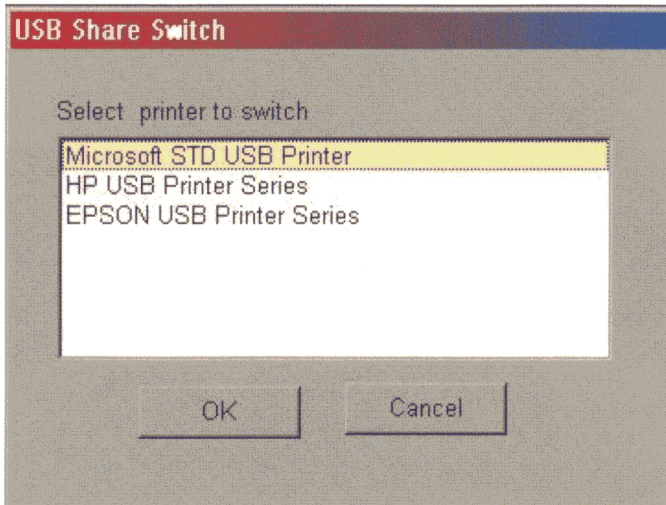 USB Share Switch
Select printer to switch
Microsoft STD USB Printer
HP USB Printer Series
EPSON USB Printer Series
OK
Cancel